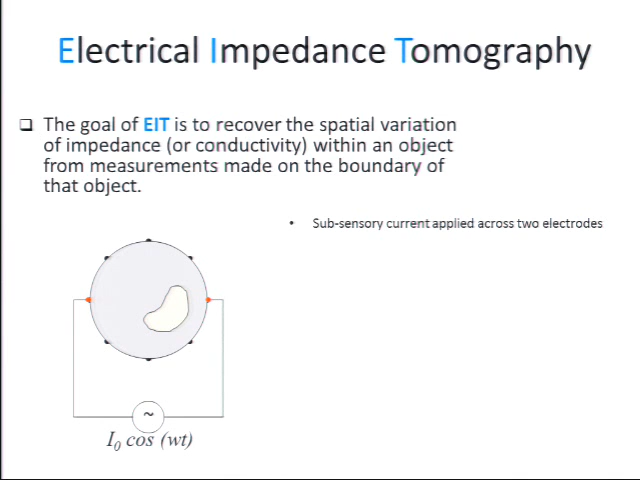 Electrical Impedance Tomography
❑ The goal of EIT is to recover the spatial variation
of impedance (or conductivity) within an object
from measurements made on the boundary of
that object.
• Sub-sensory current applied across two electrodes
~
I₀ cos (wt)